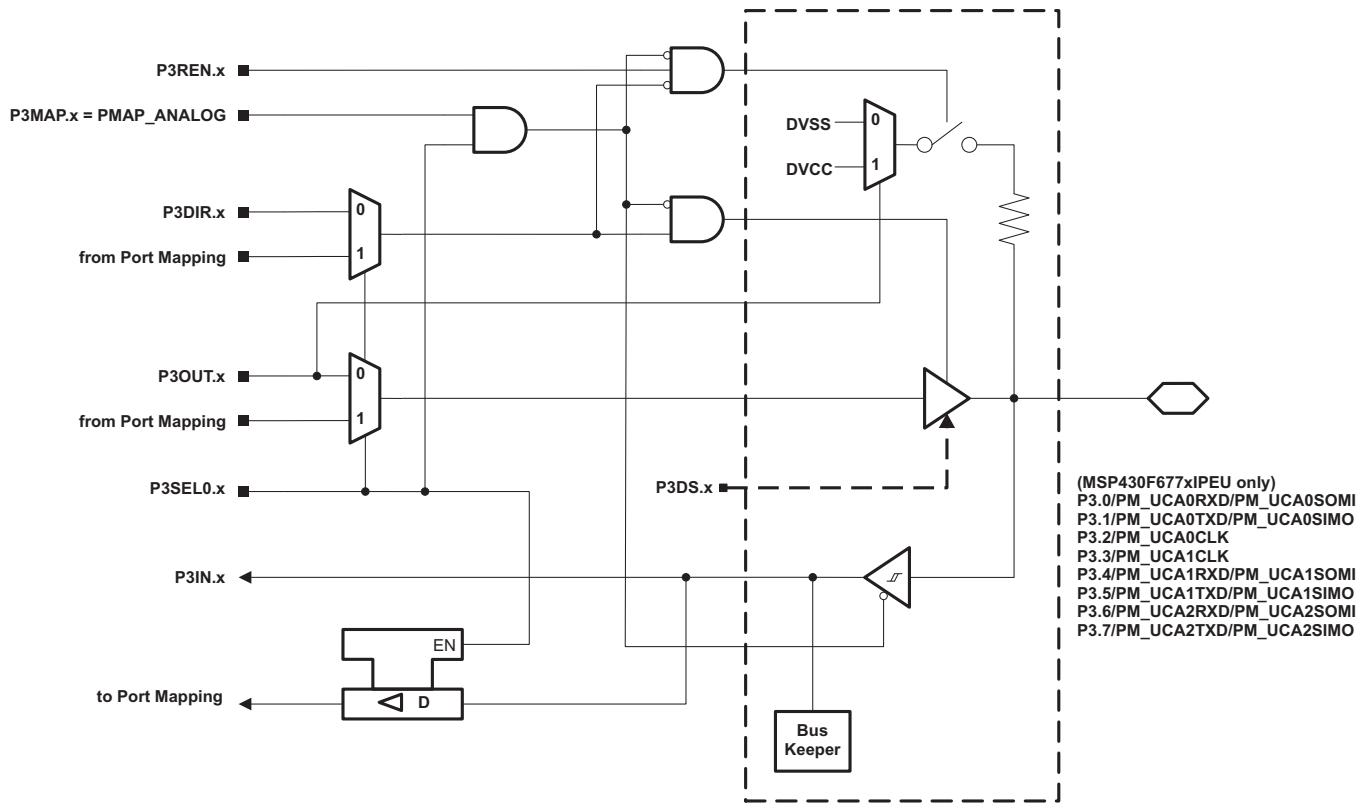 P3REN.x
P3MAP.x = PMAP_ANALOG
DVSS
0
DVCC
1
P3DIR.x
0
from Port Mapping
1
P3OUT.x
0
from Port Mapping
1
P3SEL0.x
P3DS.x
(MSP430F677xIPEU only)
P3.0/PM_UCA0RXD/PM_UCA0SOMI
P3.1/PM_UCA0TXD/PM_UCA0SIMO
P3.2/PM_UCA0CLK
P3.3/PM_UCA1CLK
P3.4/PM_UCA1RXD/PM_UCA1SOMI
P3.5/PM_UCA1TXD/PM_UCA1SIMO
P3.6/PM_UCA2RXD/PM_UCA2SOMI
P3.7/PM_UCA2TXD/PM_UCA2SIMO
P3IN.x
EN
to Port Mapping
D
Bus
Keeper